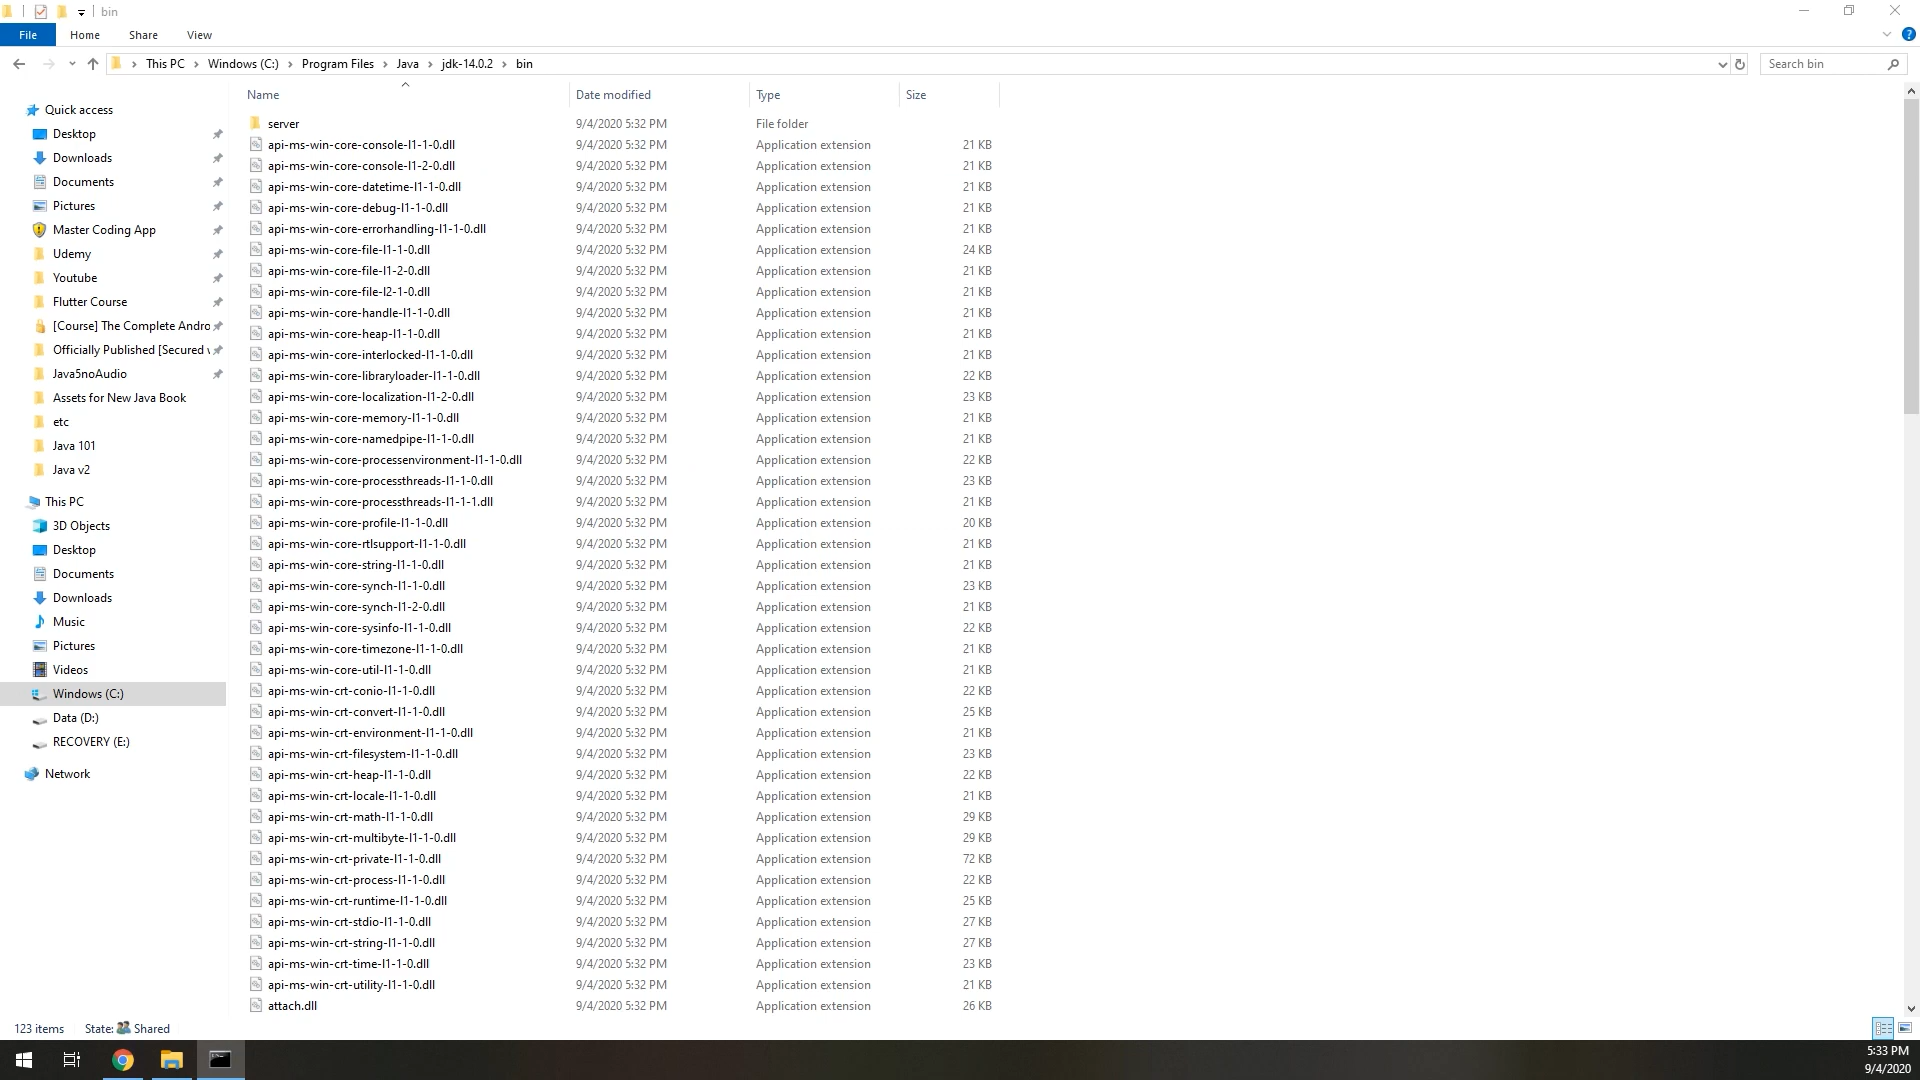 bin
File Home Share View
This PC Windows (C:) Program Files Java jdk-14.0.2 bin
Search bin
Name Date modified Type Size
Quick access
Desktop
Downloads
Documents
Pictures
Master Coding App
Udemy
Youtube
Flutter Course
[Course] The Complete Andro
Officially Published [Secured
Java5noAudio
Assets for New Java Book
etc
Java 101
Java v2
This PC
3D Objects
Desktop
Documents
Downloads
Music
Pictures
Videos
Windows (C:)
Data (D:)
RECOVERY (E:)
Network
server 9/4/2020 5:32 PM File folder
api-ms-win-core-console-l1-1-0.dll 9/4/2020 5:32 PM Application extension 21 KB
api-ms-win-core-console-l1-2-0.dll 9/4/2020 5:32 PM Application extension 21 KB
api-ms-win-core-datetime-l1-1-0.dll 9/4/2020 5:32 PM Application extension 21 KB
api-ms-win-core-debug-l1-1-0.dll 9/4/2020 5:32 PM Application extension 21 KB
api-ms-win-core-errorhandling-l1-1-0.dll 9/4/2020 5:32 PM Application extension 21 KB
api-ms-win-core-file-l1-1-0.dll 9/4/2020 5:32 PM Application extension 24 KB
api-ms-win-core-file-l1-2-0.dll 9/4/2020 5:32 PM Application extension 21 KB
api-ms-win-core-file-l2-1-0.dll 9/4/2020 5:32 PM Application extension 21 KB
api-ms-win-core-handle-l1-1-0.dll 9/4/2020 5:32 PM Application extension 21 KB
api-ms-win-core-heap-l1-1-0.dll 9/4/2020 5:32 PM Application extension 21 KB
api-ms-win-core-interlocked-l1-1-0.dll 9/4/2020 5:32 PM Application extension 21 KB
api-ms-win-core-libraryloader-l1-1-0.dll 9/4/2020 5:32 PM Application extension 22 KB
api-ms-win-core-localization-l1-2-0.dll 9/4/2020 5:32 PM Application extension 23 KB
api-ms-win-core-memory-l1-1-0.dll 9/4/2020 5:32 PM Application extension 21 KB
api-ms-win-core-namedpipe-l1-1-0.dll 9/4/2020 5:32 PM Application extension 21 KB
api-ms-win-core-processenvironment-l1-1-0.dll 9/4/2020 5:32 PM Application extension 22 KB
api-ms-win-core-processthreads-l1-1-0.dll 9/4/2020 5:32 PM Application extension 23 KB
api-ms-win-core-processthreads-l1-1-1.dll 9/4/2020 5:32 PM Application extension 21 KB
api-ms-win-core-profile-l1-1-0.dll 9/4/2020 5:32 PM Application extension 20 KB
api-ms-win-core-rtlsupport-l1-1-0.dll 9/4/2020 5:32 PM Application extension 21 KB
api-ms-win-core-string-l1-1-0.dll 9/4/2020 5:32 PM Application extension 21 KB
api-ms-win-core-synch-l1-1-0.dll 9/4/2020 5:32 PM Application extension 23 KB
api-ms-win-core-synch-l1-2-0.dll 9/4/2020 5:32 PM Application extension 21 KB
api-ms-win-core-sysinfo-l1-1-0.dll 9/4/2020 5:32 PM Application extension 22 KB
api-ms-win-core-timezone-l1-1-0.dll 9/4/2020 5:32 PM Application extension 21 KB
api-ms-win-core-util-l1-1-0.dll 9/4/2020 5:32 PM Application extension 21 KB
api-ms-win-crt-conio-l1-1-0.dll 9/4/2020 5:32 PM Application extension 22 KB
api-ms-win-crt-convert-l1-1-0.dll 9/4/2020 5:32 PM Application extension 25 KB
api-ms-win-crt-environment-l1-1-0.dll 9/4/2020 5:32 PM Application extension 21 KB
api-ms-win-crt-filesystem-l1-1-0.dll 9/4/2020 5:32 PM Application extension 23 KB
api-ms-win-crt-heap-l1-1-0.dll 9/4/2020 5:32 PM Application extension 22 KB
api-ms-win-crt-locale-l1-1-0.dll 9/4/2020 5:32 PM Application extension 21 KB
api-ms-win-crt-math-l1-1-0.dll 9/4/2020 5:32 PM Application extension 29 KB
api-ms-win-crt-multibyte-l1-1-0.dll 9/4/2020 5:32 PM Application extension 29 KB
api-ms-win-crt-private-l1-1-0.dll 9/4/2020 5:32 PM Application extension 72 KB
api-ms-win-crt-process-l1-1-0.dll 9/4/2020 5:32 PM Application extension 22 KB
api-ms-win-crt-runtime-l1-1-0.dll 9/4/2020 5:32 PM Application extension 25 KB
api-ms-win-crt-stdio-l1-1-0.dll 9/4/2020 5:32 PM Application extension 27 KB
api-ms-win-crt-string-l1-1-0.dll 9/4/2020 5:32 PM Application extension 27 KB
api-ms-win-crt-time-l1-1-0.dll 9/4/2020 5:32 PM Application extension 23 KB
api-ms-win-crt-utility-l1-1-0.dll 9/4/2020 5:32 PM Application extension 21 KB
attach.dll 9/4/2020 5:32 PM Application extension 26 KB
123 items State: Shared
5:33 PM
9/4/2020